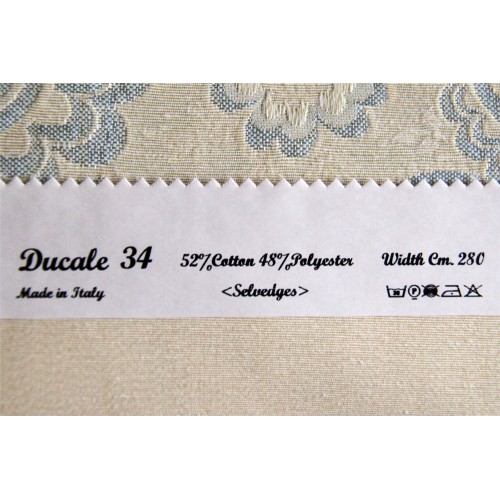 Ducale 34 52%Cotton 48%Polyester Width Cm. 280
Made in Italy <Selvedges>